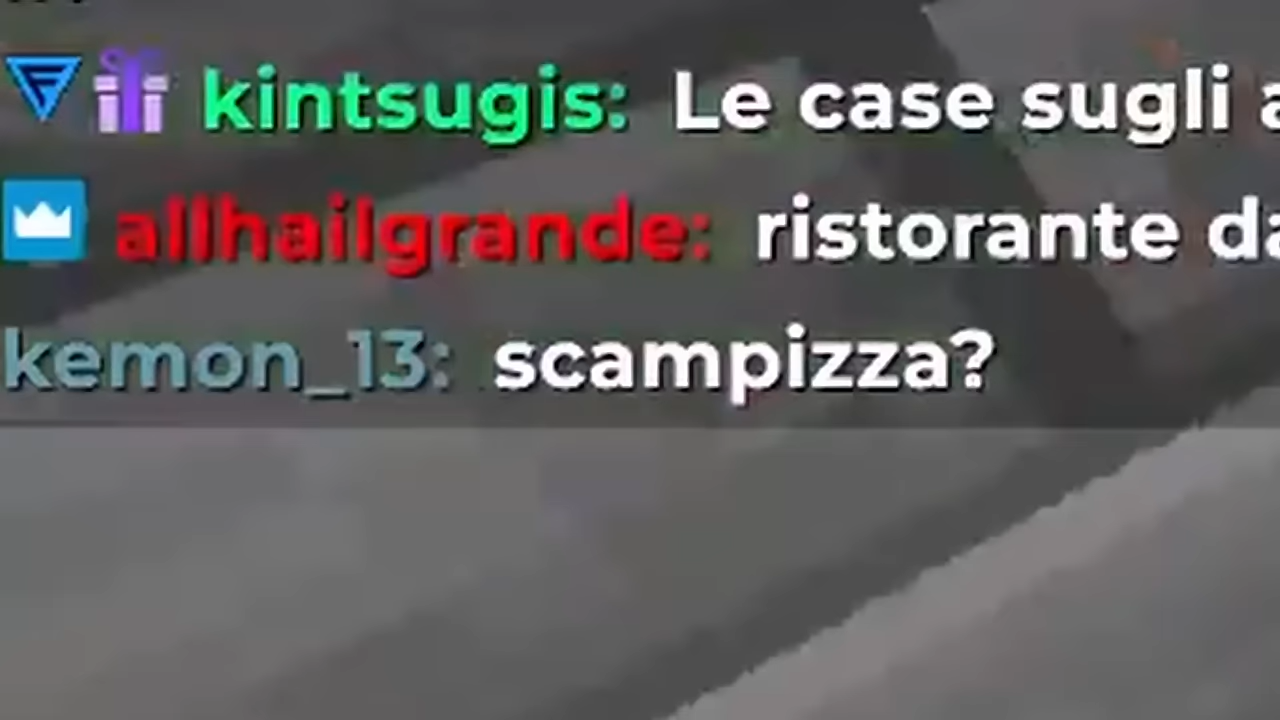 kintsugis: Le case sugli
allhailgrande: ristorante
kemon_13: scampizza?